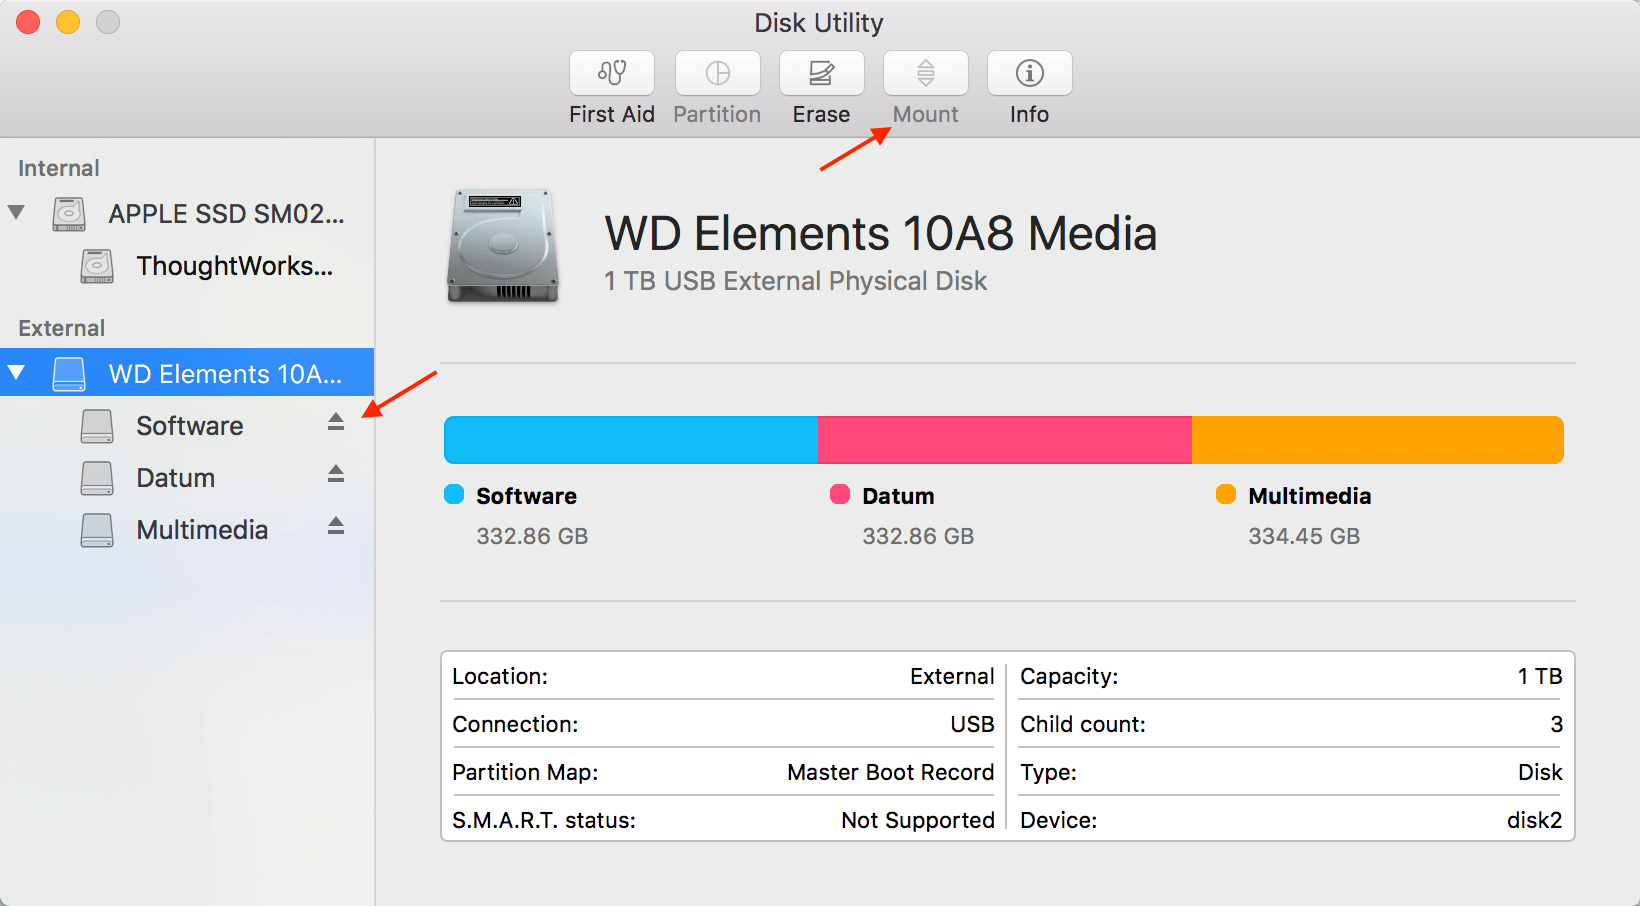 Disk Utility
First Aid Partition Erase Mount Info
Internal
APPLE SSD SM02...
ThoughtWorks...
External
WD Elements 10A...
Software
Datum
Multimedia
WD Elements 10A8 Media
1 TB USB External Physical Disk
Software Datum Multimedia
332.86 GB 332.86 GB 334.45 GB
Location: External Capacity: 1 TB
Connection: USB Child count: 3
Partition Map: Master Boot Record Type: Disk
S.M.A.R.T. status: Not Supported Device: disk2